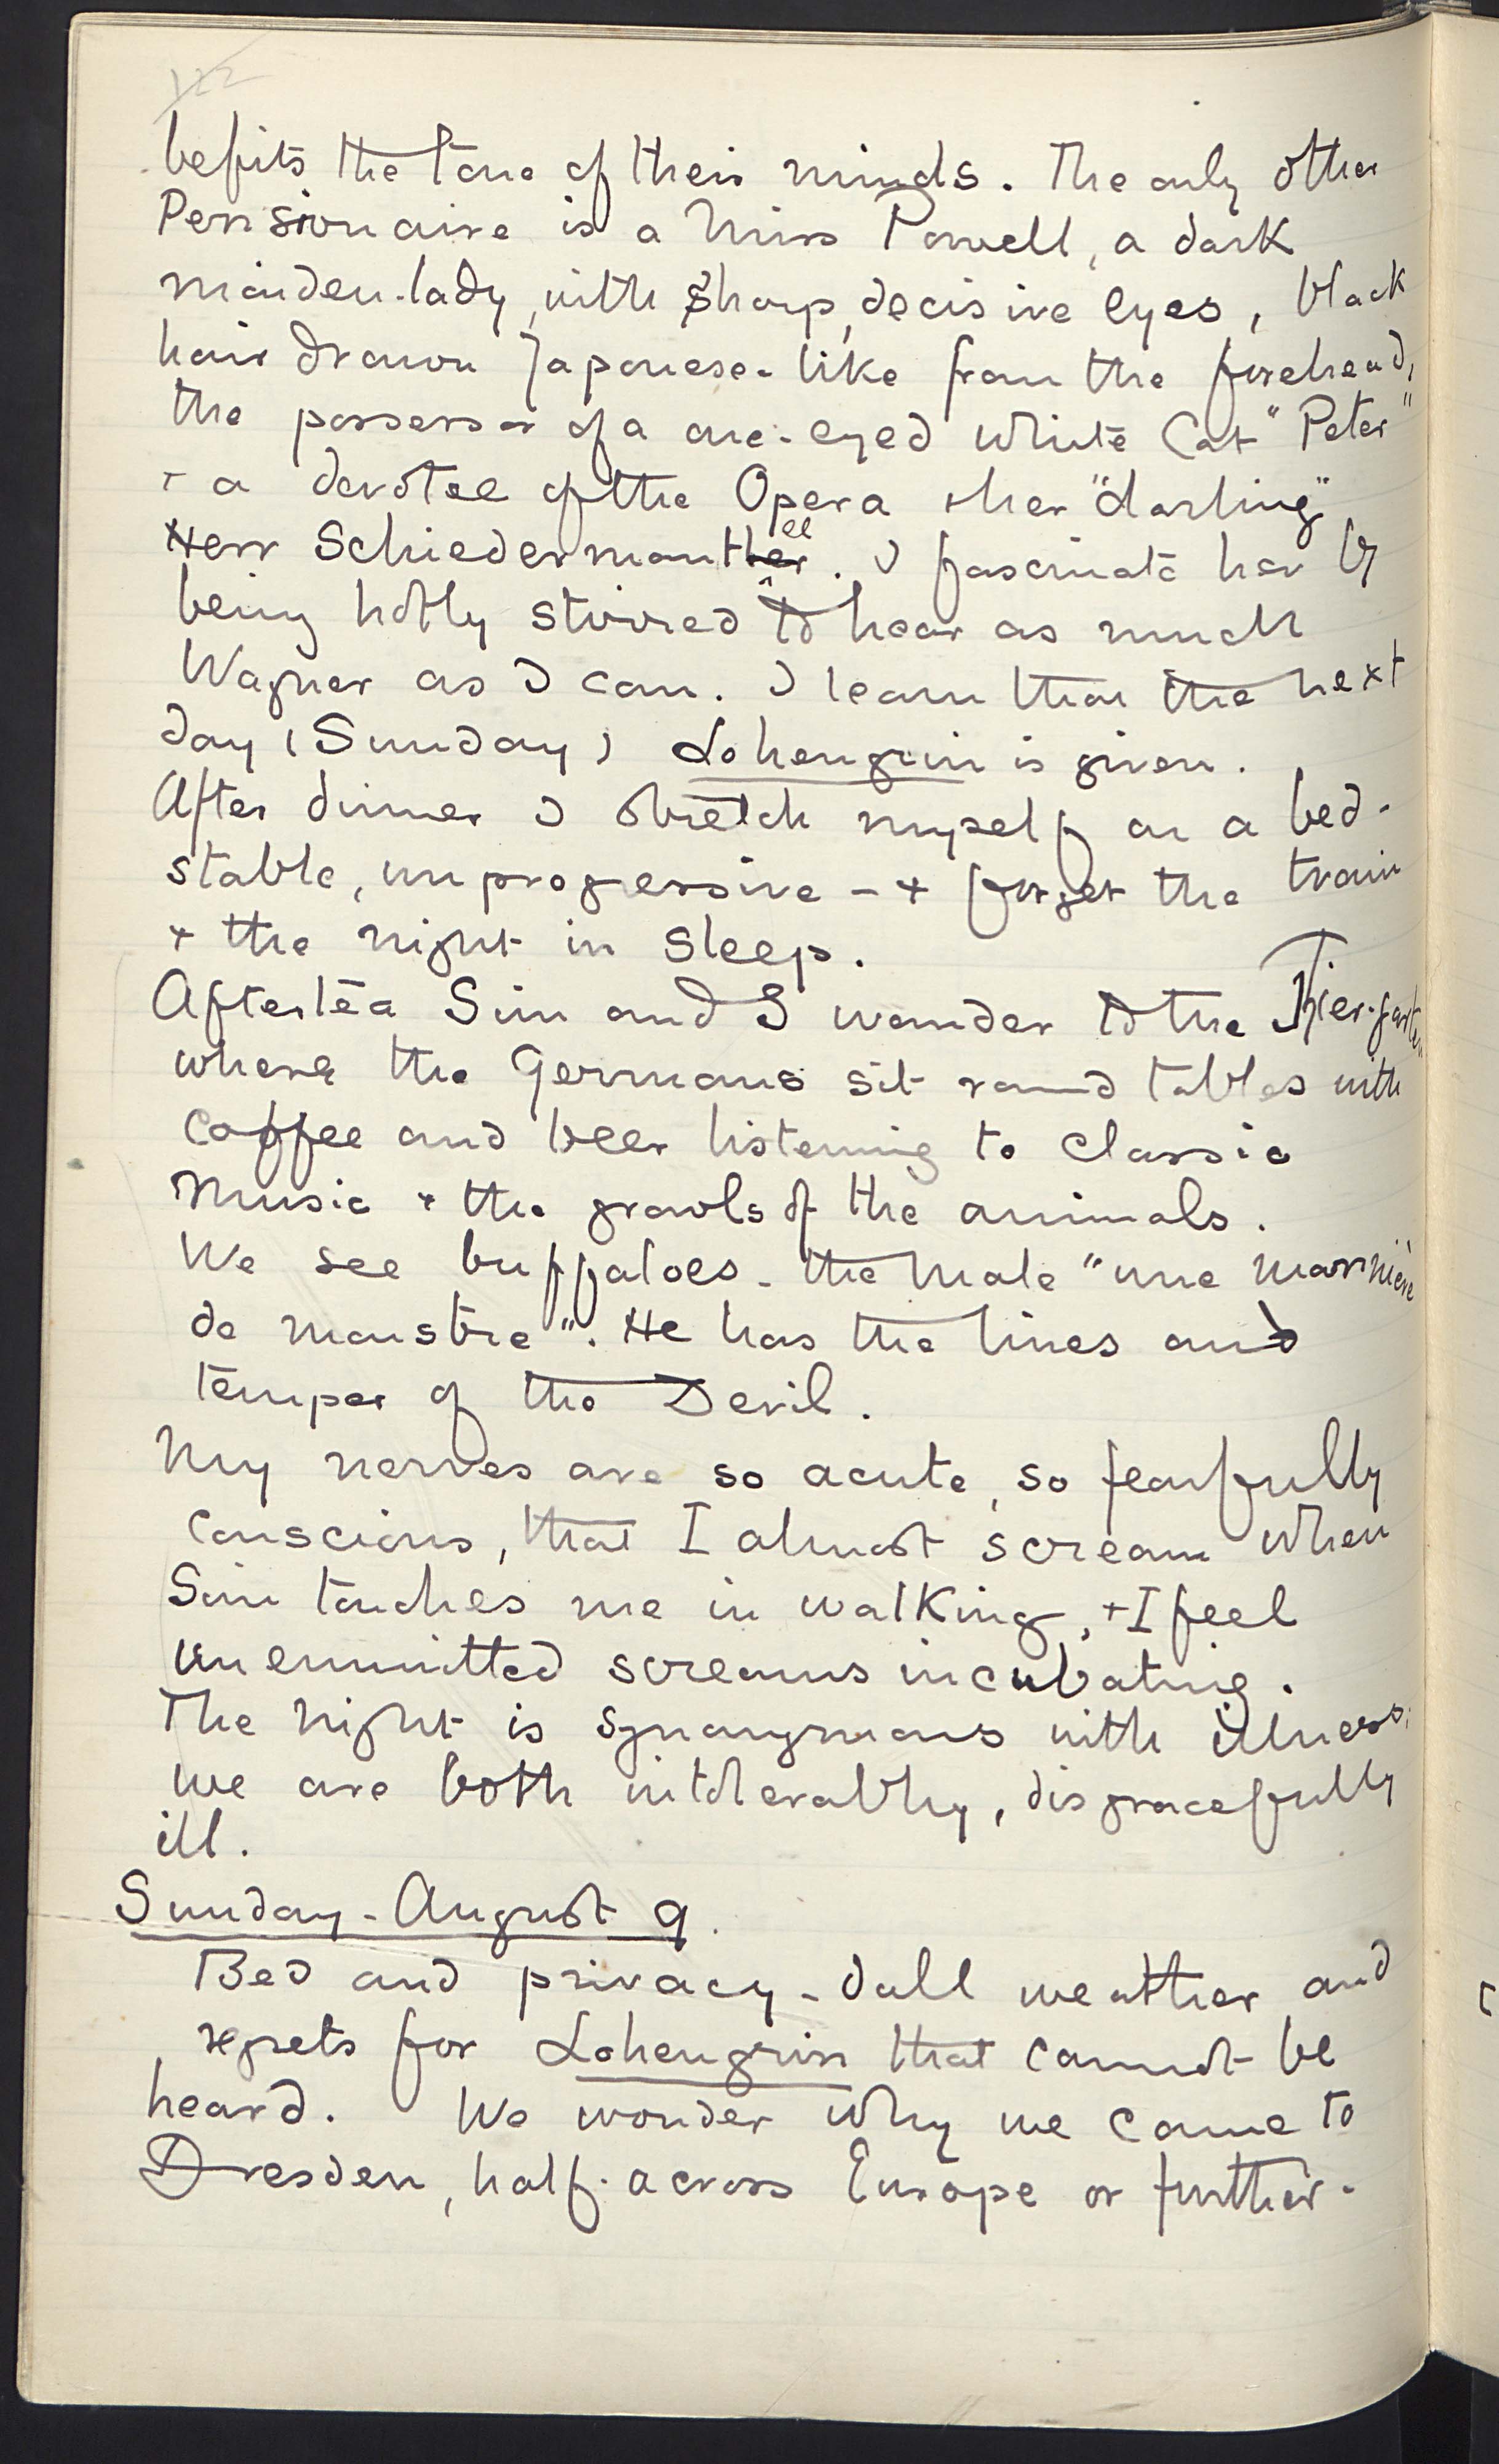 122
befits the tone of their minds. The only other
Pensionaire is a Miss Powell, a dark
maiden-lady, with sharp, decisive eyes, black
hair drawn Japanese-like from the forehead,
the possessor of a one-eyed white Cat "Peter"
+ a devotee of the Opera + her "darling"
Herr Schiedermantell. I fascinate her by
being hotly stirred to hear as much
Wagner as I can. I learn that the next
day (Sunday) Lohengrin is given.
After dinner I stretch myself on a bed -
stable, unprogressive - + forget the train
+ the night in sleep.
After tea Sim and I wander to the Thier-garten
where the Germans sit round tables with
coffee and beer listening to classic
music + the growls of the animals.
We see buffaloes - the male "une mannière
de monstre". He has the lines and
temper of the Devil.
My nerves are so acute, so fearfully
conscious, that I almost scream when
Sim touches me in walking, + I feel
unemmitted screams incubating.
The night is synonymous with illness;
we are both intolerably, disgracefully
ill.
Sunday - August 9.
Bed and privacy - dull weather and
regrets for Lohengrin that cannot be
heard. We wonder why we came to
Dresden, half-across Europe or further.